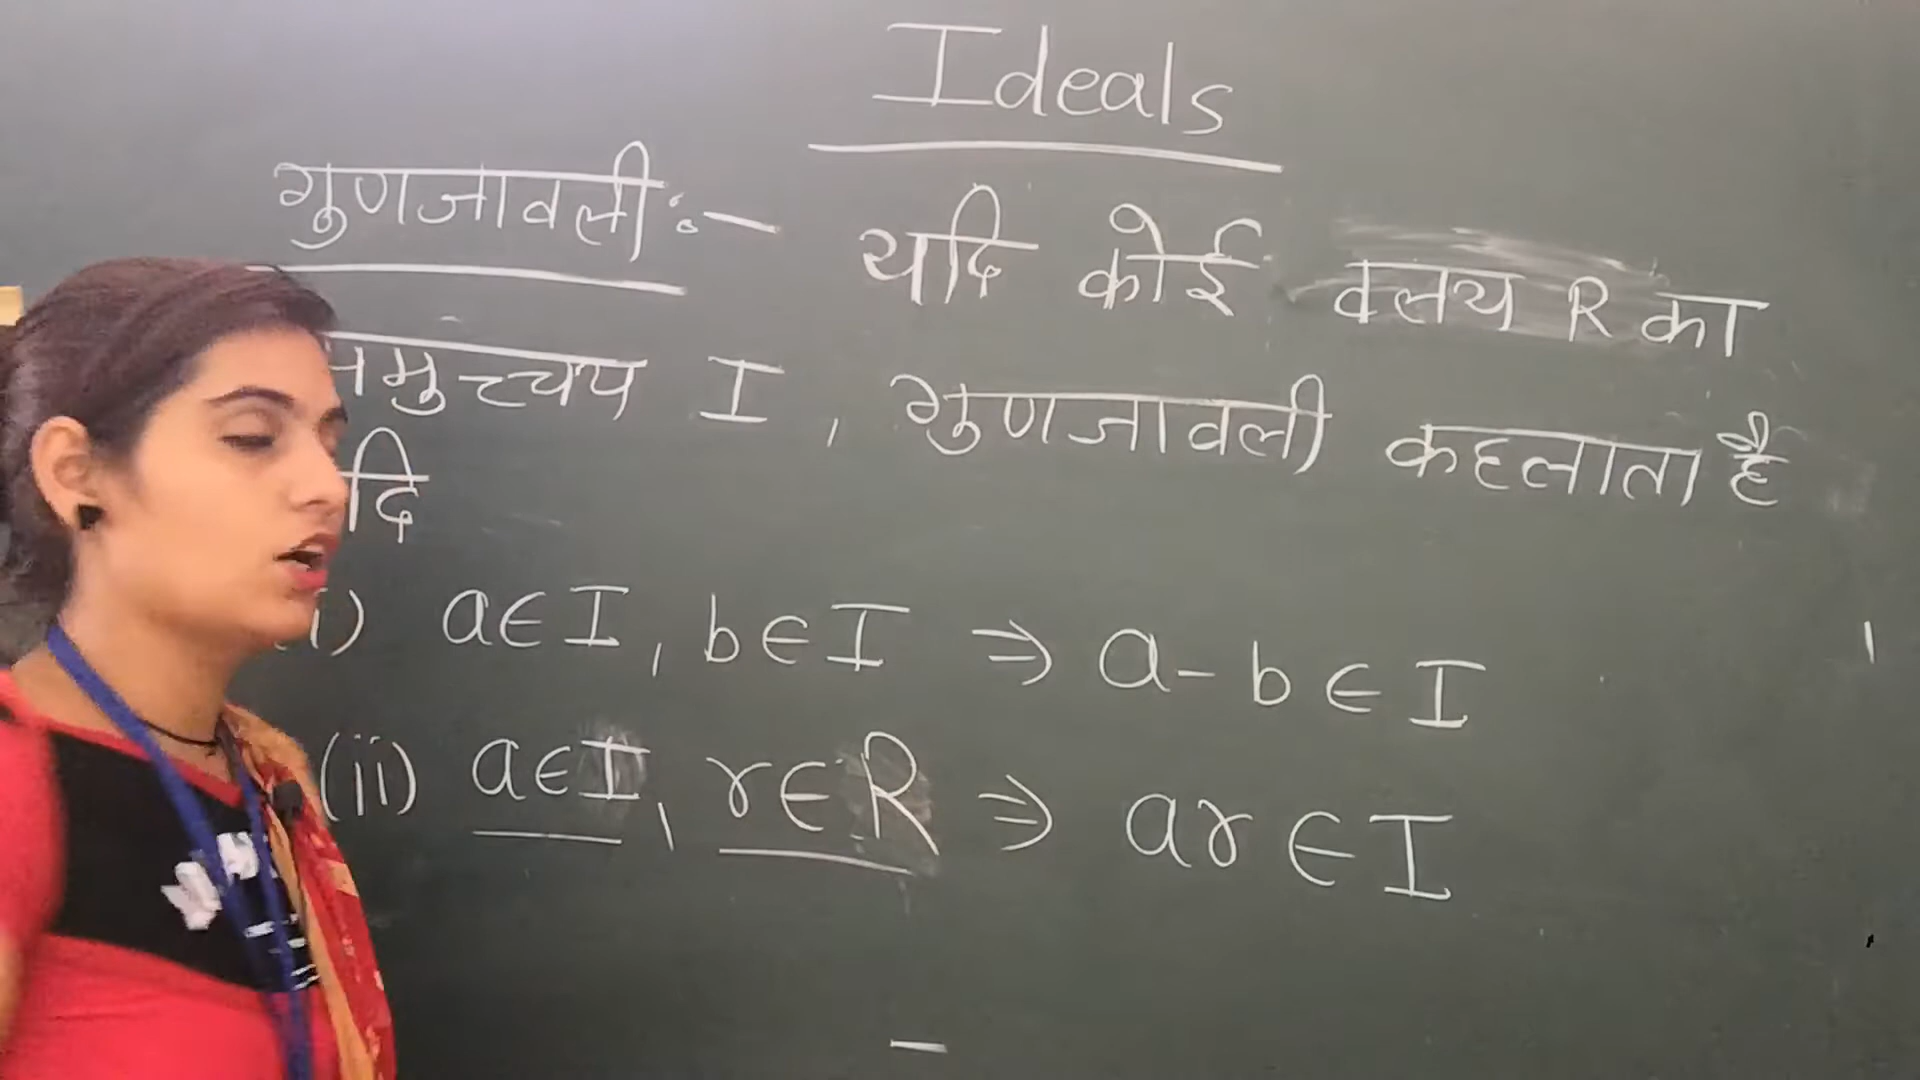 Ideals
गुणजावली:- यदि कोई वलय R का
समुच्चय I, गुणजावली कहलाता है
यदि
(i) a∈I, b∈I ⇒ a-b∈I
(ii) a∈I, r∈R ⇒ ar∈I